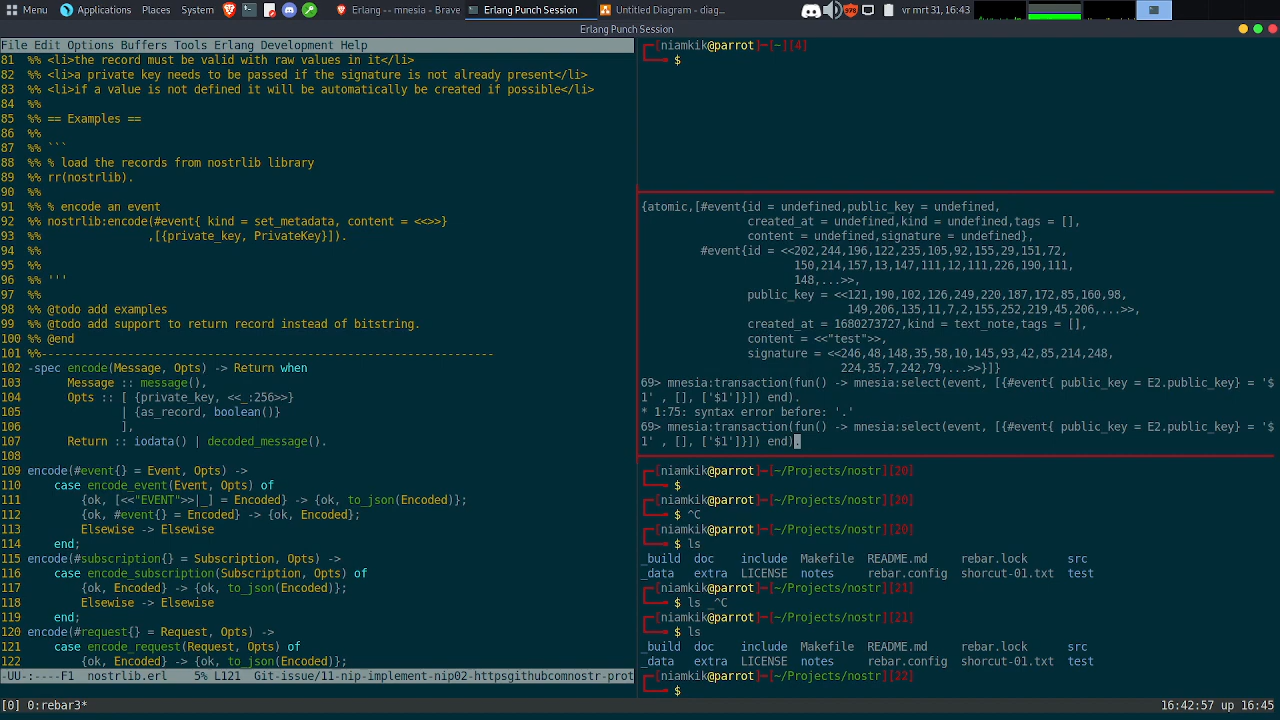 Menu Applications Places System Erlang -- mnesia - Brave Erlang Punch Session Untitled Diagram - diag... 978 vr mrt 31, 16:43
Erlang Punch Session
File Edit Options Buffers Tools Erlang Development Help
81 %% <li>the record must be valid with raw values in it</li>
82 %% <li>a private key needs to be passed if the signature is not already present</li>
83 %% <li>if a value is not defined it will be automatically be created if possible</li>
84 %%
85 %% == Examples ==
86 %%
87 %% ```
88 %% % load the records from nostrlib library
89 %% rr(nostrlib).
90 %%
91 %% % encode an event
92 %% nostrlib:encode(#event{ kind = set_metadata, content = <<>>}
93 %%                ,[{private_key, PrivateKey}]).
94 %%
95 %%
96 %% '''
97 %%
98 %% @todo add examples
99 %% @todo add support to return record instead of bitstring.
100 %% @end
101 %%--------------------------------------------------------------------
102 -spec encode(Message, Opts) -> Return when
103       Message :: message(),
104       Opts :: [ {private_key, <<_:256>>}
105               | {as_record, boolean()}
106               ],
107       Return :: iodata() | decoded_message().
108
109 encode(#event{} = Event, Opts) ->
110     case encode_event(Event, Opts) of
111         {ok, [<<"EVENT">>|_] = Encoded} -> {ok, to_json(Encoded)};
112         {ok, #event{} = Encoded} -> {ok, Encoded};
113         Elsewise -> Elsewise
114     end;
115 encode(#subscription{} = Subscription, Opts) ->
116     case encode_subscription(Subscription, Opts) of
117         {ok, Encoded} -> {ok, to_json(Encoded)};
118         Elsewise -> Elsewise
119     end;
120 encode(#request{} = Request, Opts) ->
121     case encode_request(Request, Opts) of
122         {ok, Encoded} -> {ok, to_json(Encoded)};
-UU-:----F1  nostrlib.erl   5% L121  Git-issue/11-nip-implement-nip02-httpsgithubcomnostr-prot
[niamkik@parrot]-[~][4]
$
{atomic,[#event{id = undefined,public_key = undefined,
created_at = undefined,kind = undefined,tags = [],
content = undefined,signature = undefined},
#event{id = <<202,244,196,122,235,105,92,155,29,151,72,
150,214,157,13,147,111,12,111,226,190,111,
148,...>>,
public_key = <<121,190,102,126,249,220,187,172,85,160,98,
149,206,135,11,7,2,155,252,219,45,206,...>>,
created_at = 1680273727,kind = text_note,tags = [],
content = <<"test">>,
signature = <<246,48,148,35,58,10,145,93,42,85,214,248,
224,35,7,242,79,...>>}]}
69> mnesia:transaction(fun() -> mnesia:select(event, [{#event{ public_key = E2.public_key} = '$
1' , [], ['$1']}]) end).
* 1:75: syntax error before: '.'
69> mnesia:transaction(fun() -> mnesia:select(event, [{#event{ public_key = E2.public_key} = '$
1' , [], ['$1']}]) end).
[niamkik@parrot]-[~/Projects/nostr][20]
$
[niamkik@parrot]-[~/Projects/nostr][20]
$ ^C
[niamkik@parrot]-[~/Projects/nostr][20]
$ ls
_build  doc    include  Makefile  README.md     rebar.lock      src
_data   extra  LICENSE  notes     rebar.config  shorcut-01.txt  test
[niamkik@parrot]-[~/Projects/nostr][21]
$ ls _^C
[niamkik@parrot]-[~/Projects/nostr][21]
$ ls
_build  doc    include  Makefile  README.md     rebar.lock      src
_data   extra  LICENSE  notes     rebar.config  shorcut-01.txt  test
[niamkik@parrot]-[~/Projects/nostr][22]
$
[0] 0:rebar3* 16:42:57 up 16:45